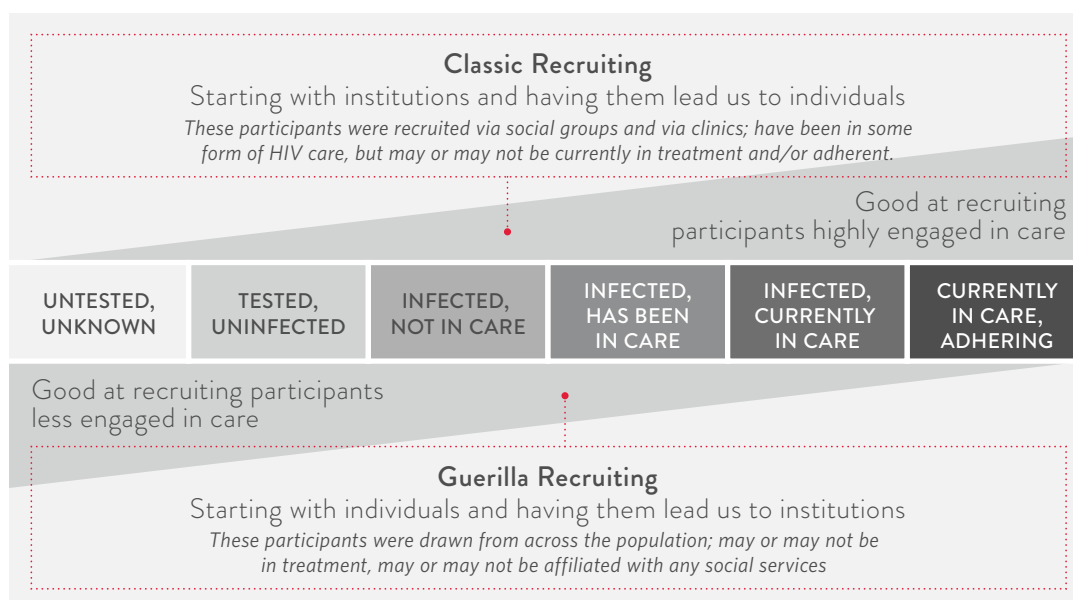 Classic Recruiting
Starting with institutions and having them lead us to individuals
These participants were recruited via social groups and via clinics; have been in some
form of HIV care, but may or may not be currently in treatment and/or adherent.
Good at recruiting
participants highly engaged in care
UNTESTED,
UNKNOWN
TESTED,
UNINFECTED
INFECTED,
NOT IN CARE
INFECTED,
HAS BEEN
IN CARE
INFECTED,
CURRENTLY
IN CARE
CURRENTLY
IN CARE,
ADHERING
Good at recruiting participants
less engaged in care
Guerilla Recruiting
Starting with individuals and having them lead us to institutions
These participants were drawn from across the population; may or may not be
in treatment, may or may not be affiliated with any social services